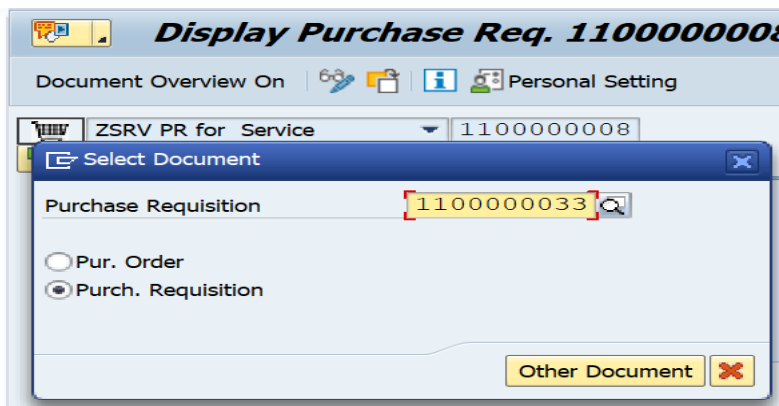 Display Purchase Req. 1100000008
Document Overview On Personal Setting
ZSRV PR for Service 1100000008
Select Document
Purchase Requisition 1100000033
Pur. Order
Purch. Requisition
Other Document